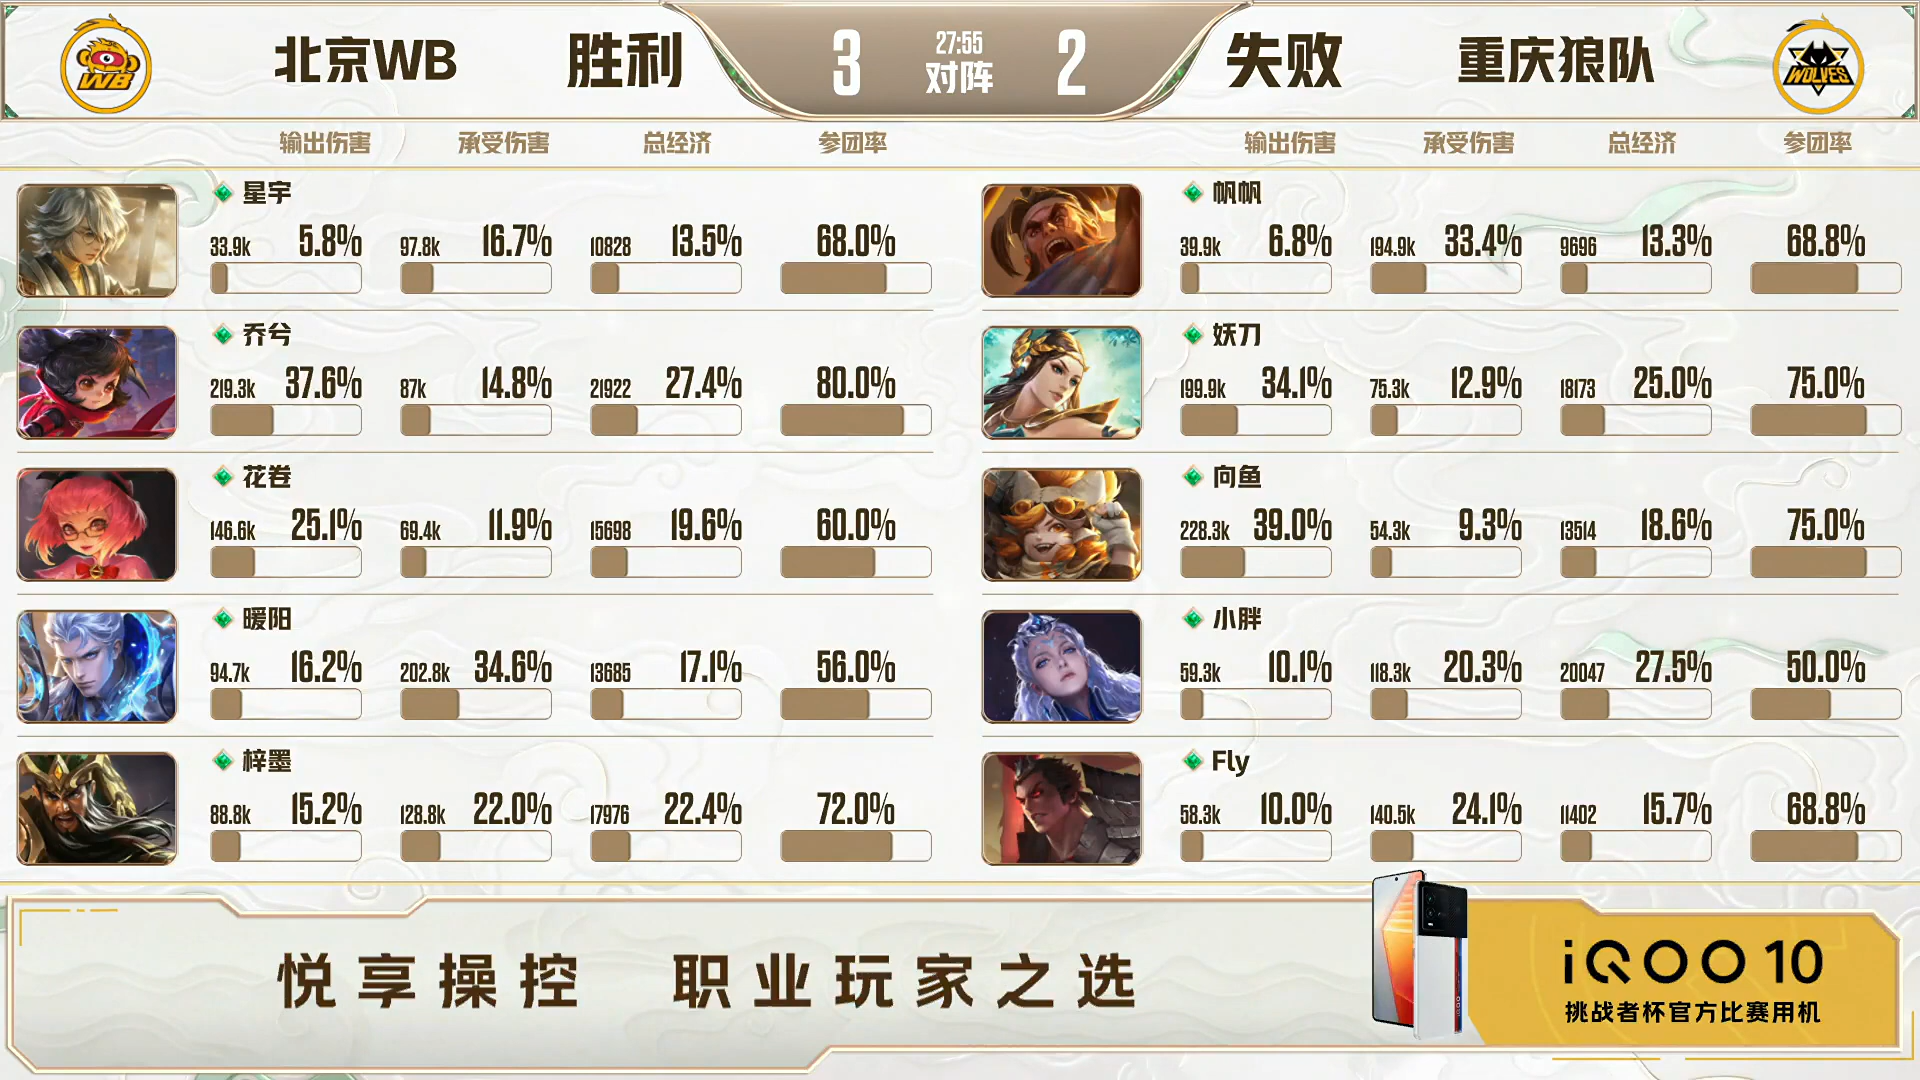 北京WB 胜利 3 27:55 对阵 2 失败 重庆狼队
WB
WOLVES
输出伤害 承受伤害 总经济 参团率 输出伤害 承受伤害 总经济 参团率
星宇
33.9k 5.8% 97.8k 16.7% 10828 13.5% 68.0%
帆帆
39.9k 6.8% 194.9k 33.4% 9696 13.3% 68.8%
乔兮
219.3k 37.6% 87k 14.8% 21922 27.4% 80.0%
妖刀
199.9k 34.1% 75.3k 12.9% 18173 25.0% 75.0%
花卷
146.6k 25.1% 69.4k 11.9% 15698 19.6% 60.0%
向鱼
228.3k 39.0% 54.3k 9.3% 13514 18.6% 75.0%
暖阳
94.7k 16.2% 202.8k 34.6% 13685 17.1% 56.0%
小胖
59.3k 10.1% 118.3k 20.3% 20047 27.5% 50.0%
梓墨
88.8k 15.2% 128.8k 22.0% 17976 22.4% 72.0%
Fly
58.3k 10.0% 140.5k 24.1% 11402 15.7% 68.8%
悦享操控 职业玩家之选
iQOO 10
挑战者杯官方比赛用机